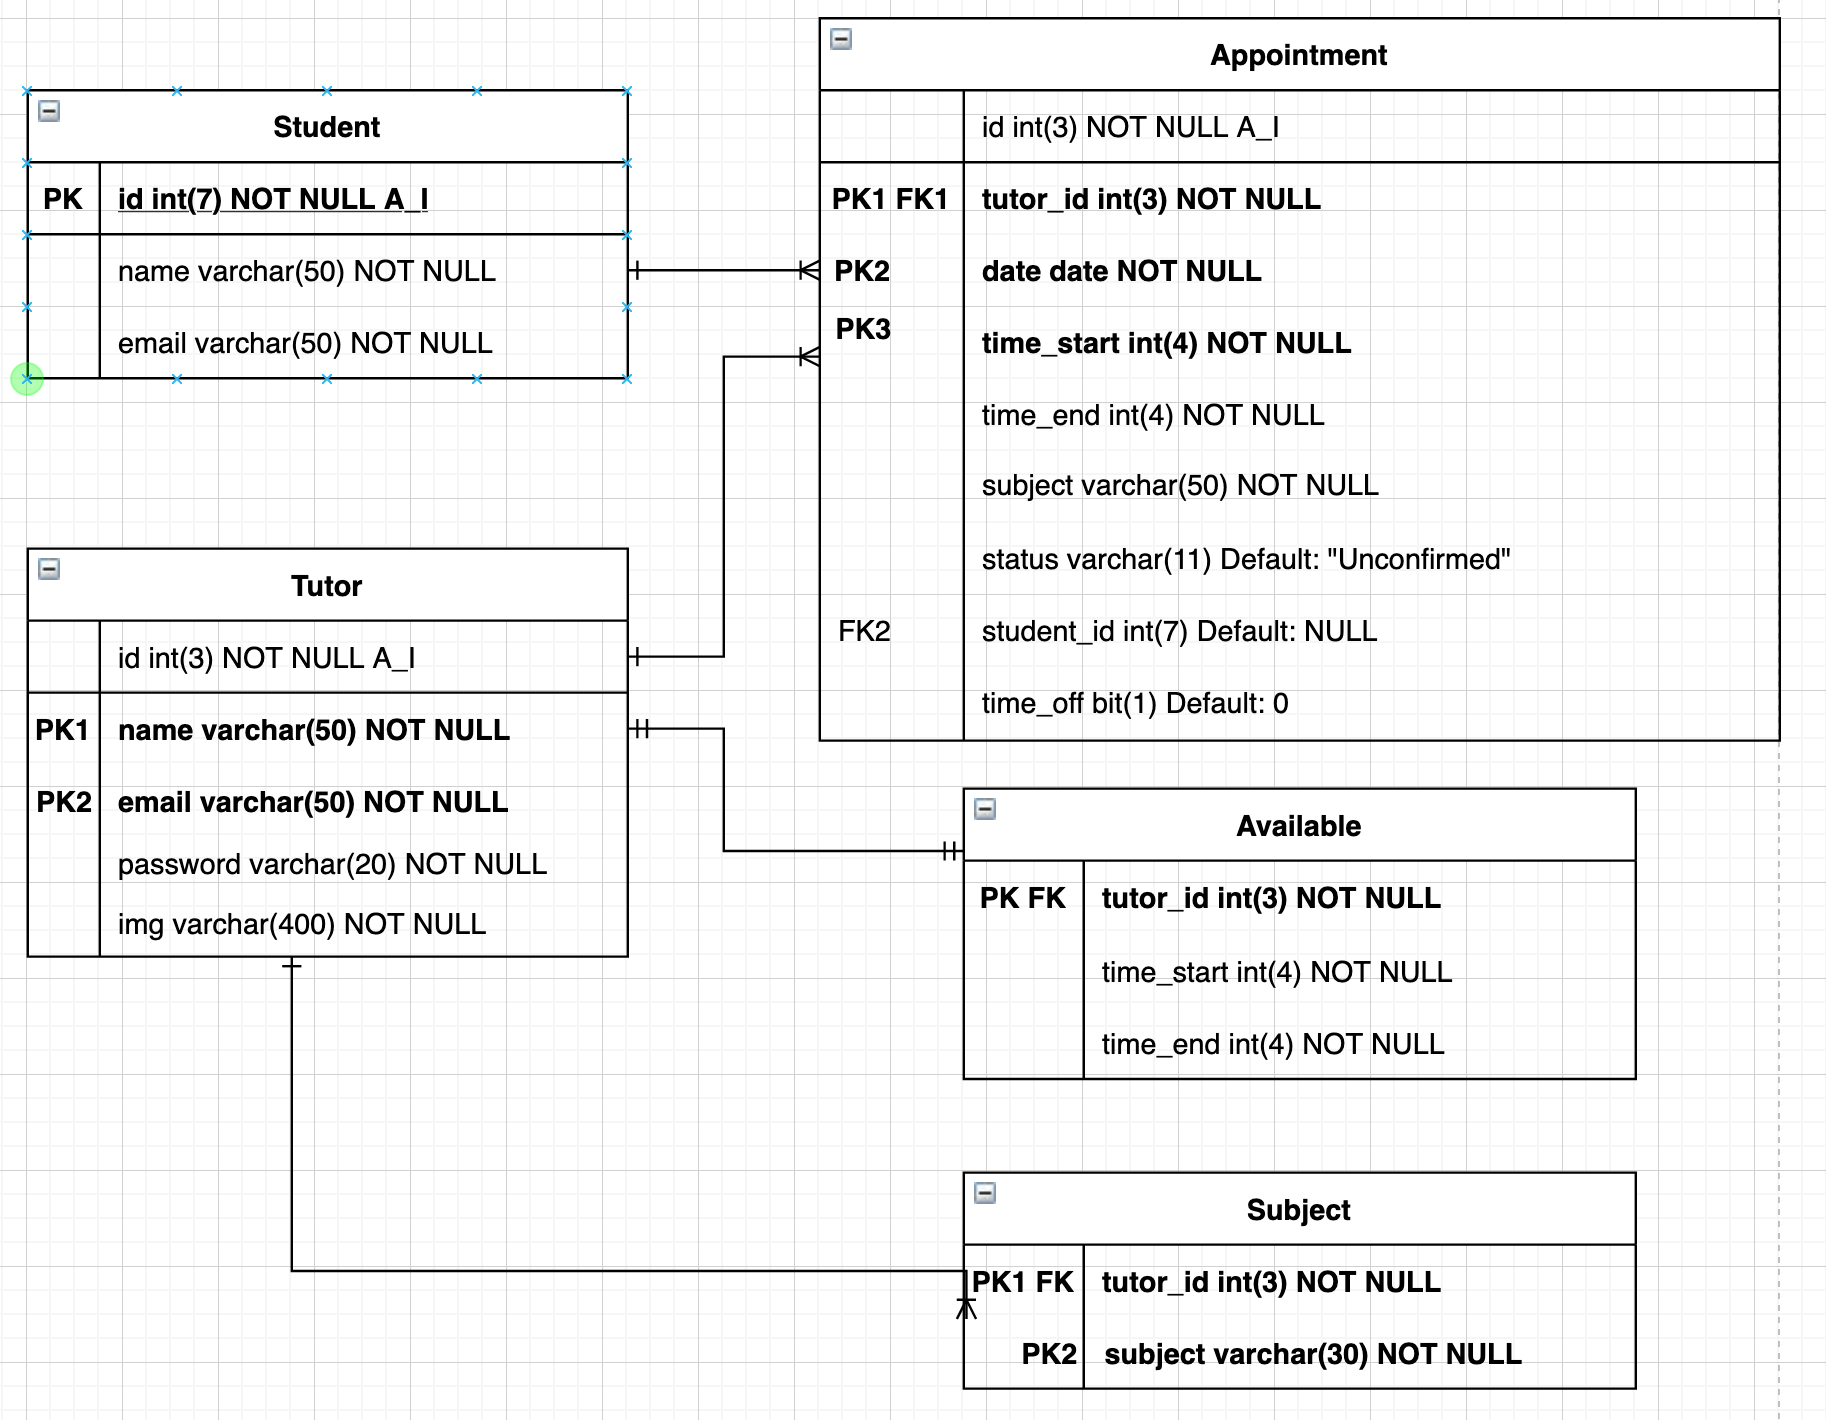 Student
PK id int(7) NOT NULL A_I
name varchar(50) NOT NULL
email varchar(50) NOT NULL
Appointment
id int(3) NOT NULL A_I
PK1 FK1 tutor_id int(3) NOT NULL
PK2 date date NOT NULL
PK3 time_start int(4) NOT NULL
time_end int(4) NOT NULL
subject varchar(50) NOT NULL
status varchar(11) Default: "Unconfirmed"
FK2 student_id int(7) Default: NULL
time_off bit(1) Default: 0
Tutor
id int(3) NOT NULL A_I
PK1 name varchar(50) NOT NULL
PK2 email varchar(50) NOT NULL
password varchar(20) NOT NULL
img varchar(400) NOT NULL
Available
PK FK tutor_id int(3) NOT NULL
time_start int(4) NOT NULL
time_end int(4) NOT NULL
Subject
PK1 FK tutor_id int(3) NOT NULL
PK2 subject varchar(30) NOT NULL